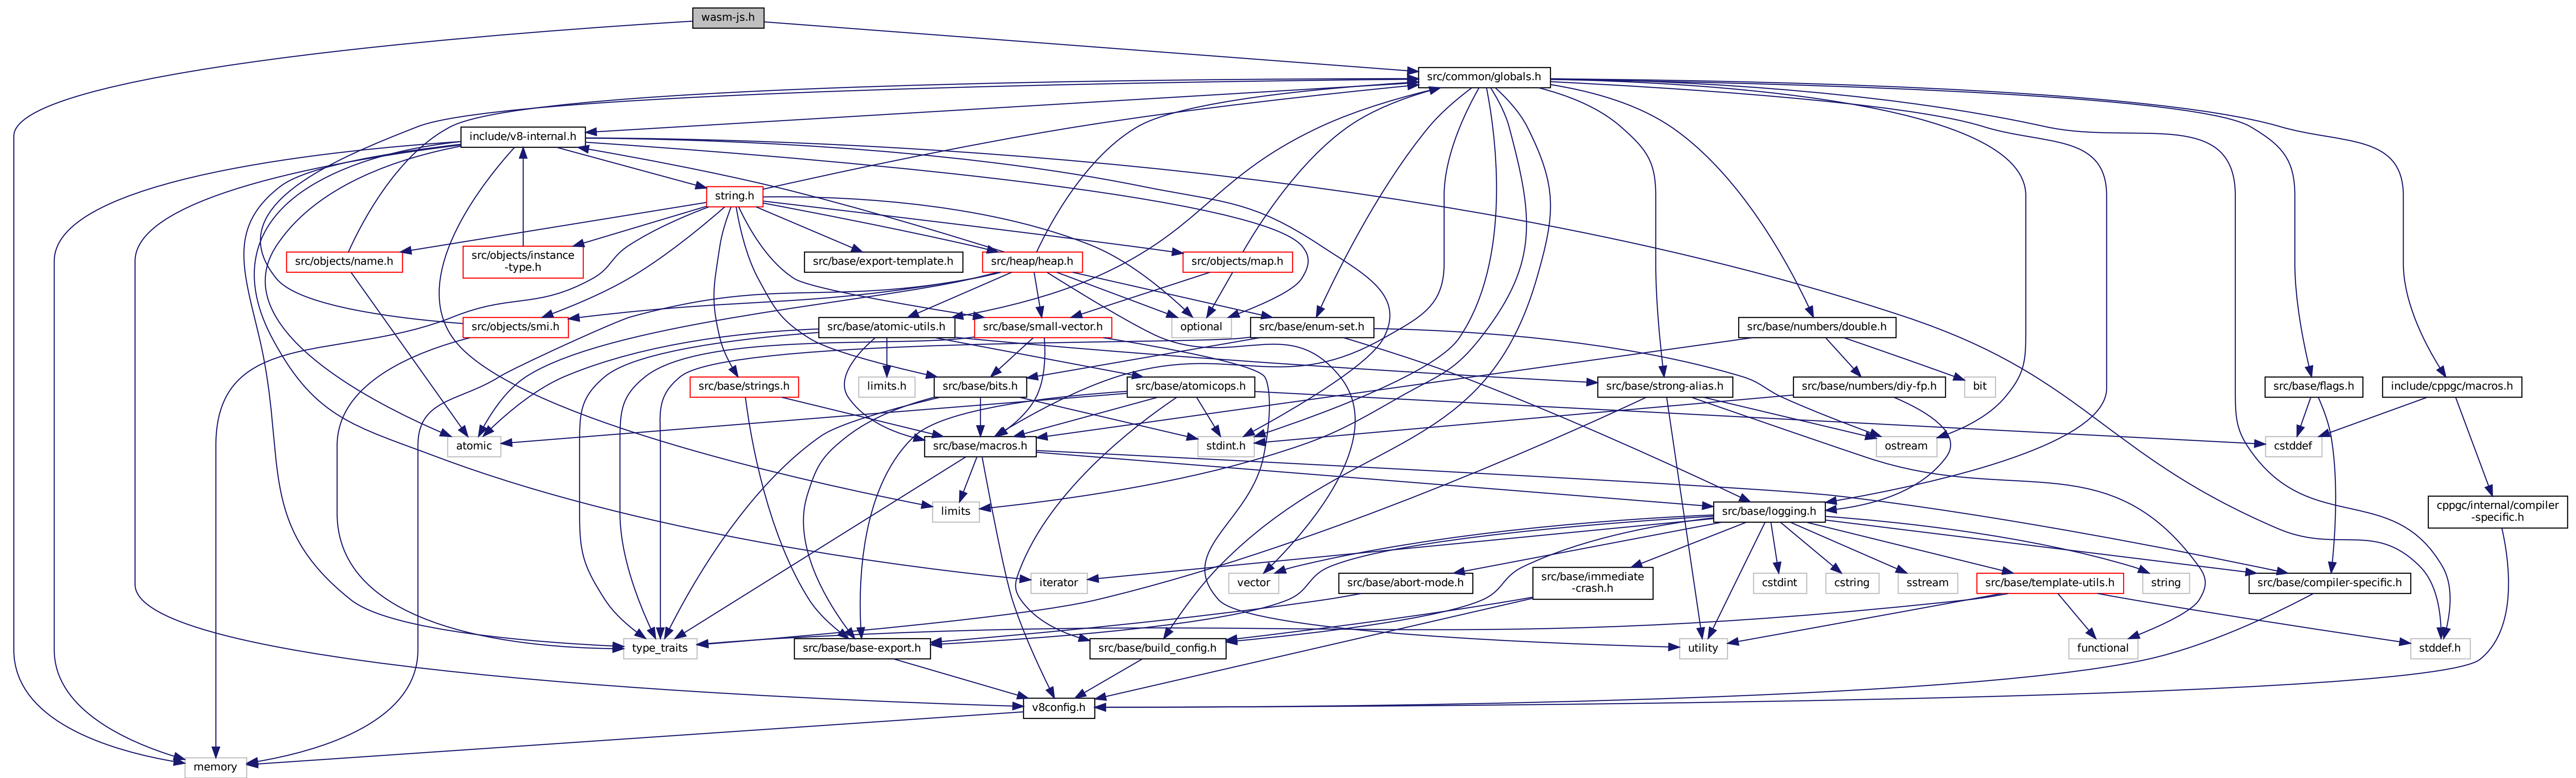 wasm-js.h
src/common/globals.h
include/v8-internal.h
string.h
src/objects/name.h
src/objects/instance
-type.h
src/base/export-template.h
src/heap/heap.h
src/objects/map.h
src/objects/smi.h
src/base/atomic-utils.h
src/base/small-vector.h
optional
src/base/enum-set.h
src/base/numbers/double.h
src/base/strings.h
limits.h
src/base/bits.h
src/base/atomicops.h
src/base/strong-alias.h
src/base/numbers/diy-fp.h
bit
src/base/flags.h
include/cppgc/macros.h
atomic
src/base/macros.h
stdint.h
ostream
cstddef
limits
src/base/logging.h
cppgc/internal/compiler
-specific.h
iterator
vector
src/base/abort-mode.h
src/base/immediate
-crash.h
cstdint
cstring
sstream
src/base/template-utils.h
string
src/base/compiler-specific.h
type_traits
src/base/base-export.h
src/base/build_config.h
utility
functional
stddef.h
v8config.h
memory